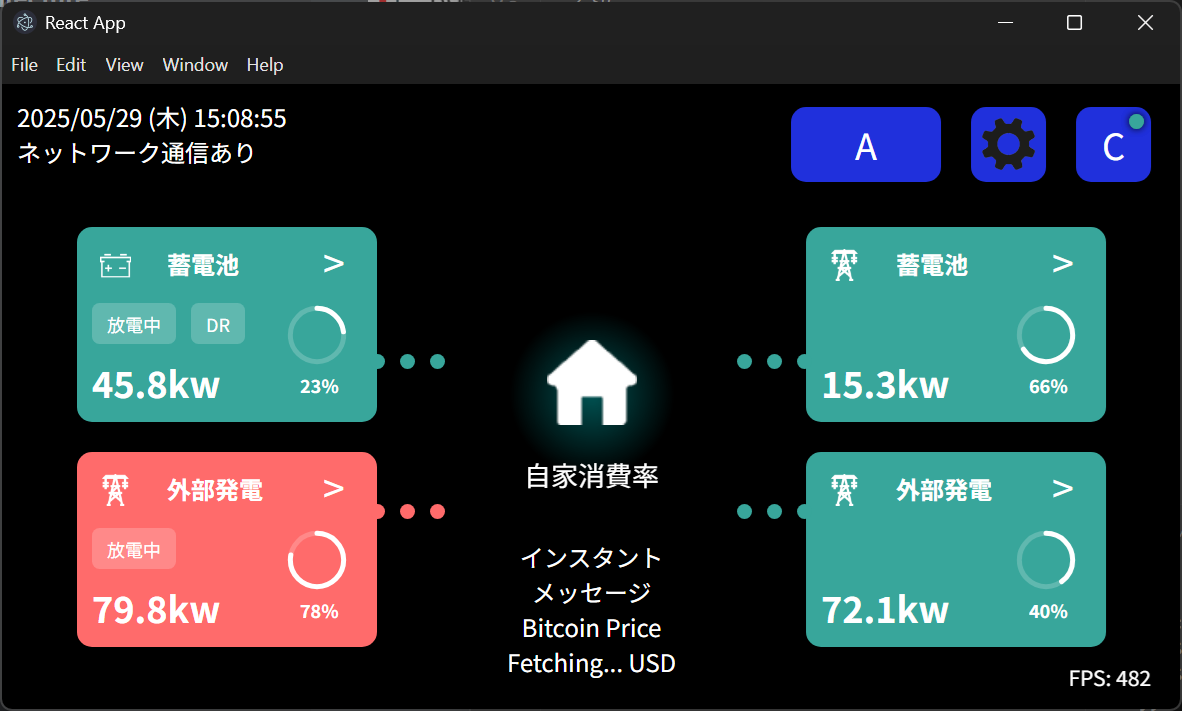 React App
File Edit View Window Help
2025/05/29 (木) 15:08:55
ネットワーク通信あり
A
C
蓄電池 >
放電中 DR
45.8kw
23%
蓄電池 >
15.3kw
66%
自家消費率
外部発電 >
放電中
79.8kw
78%
外部発電 >
72.1kw
40%
インスタント
メッセージ
Bitcoin Price
Fetching... USD
FPS: 482